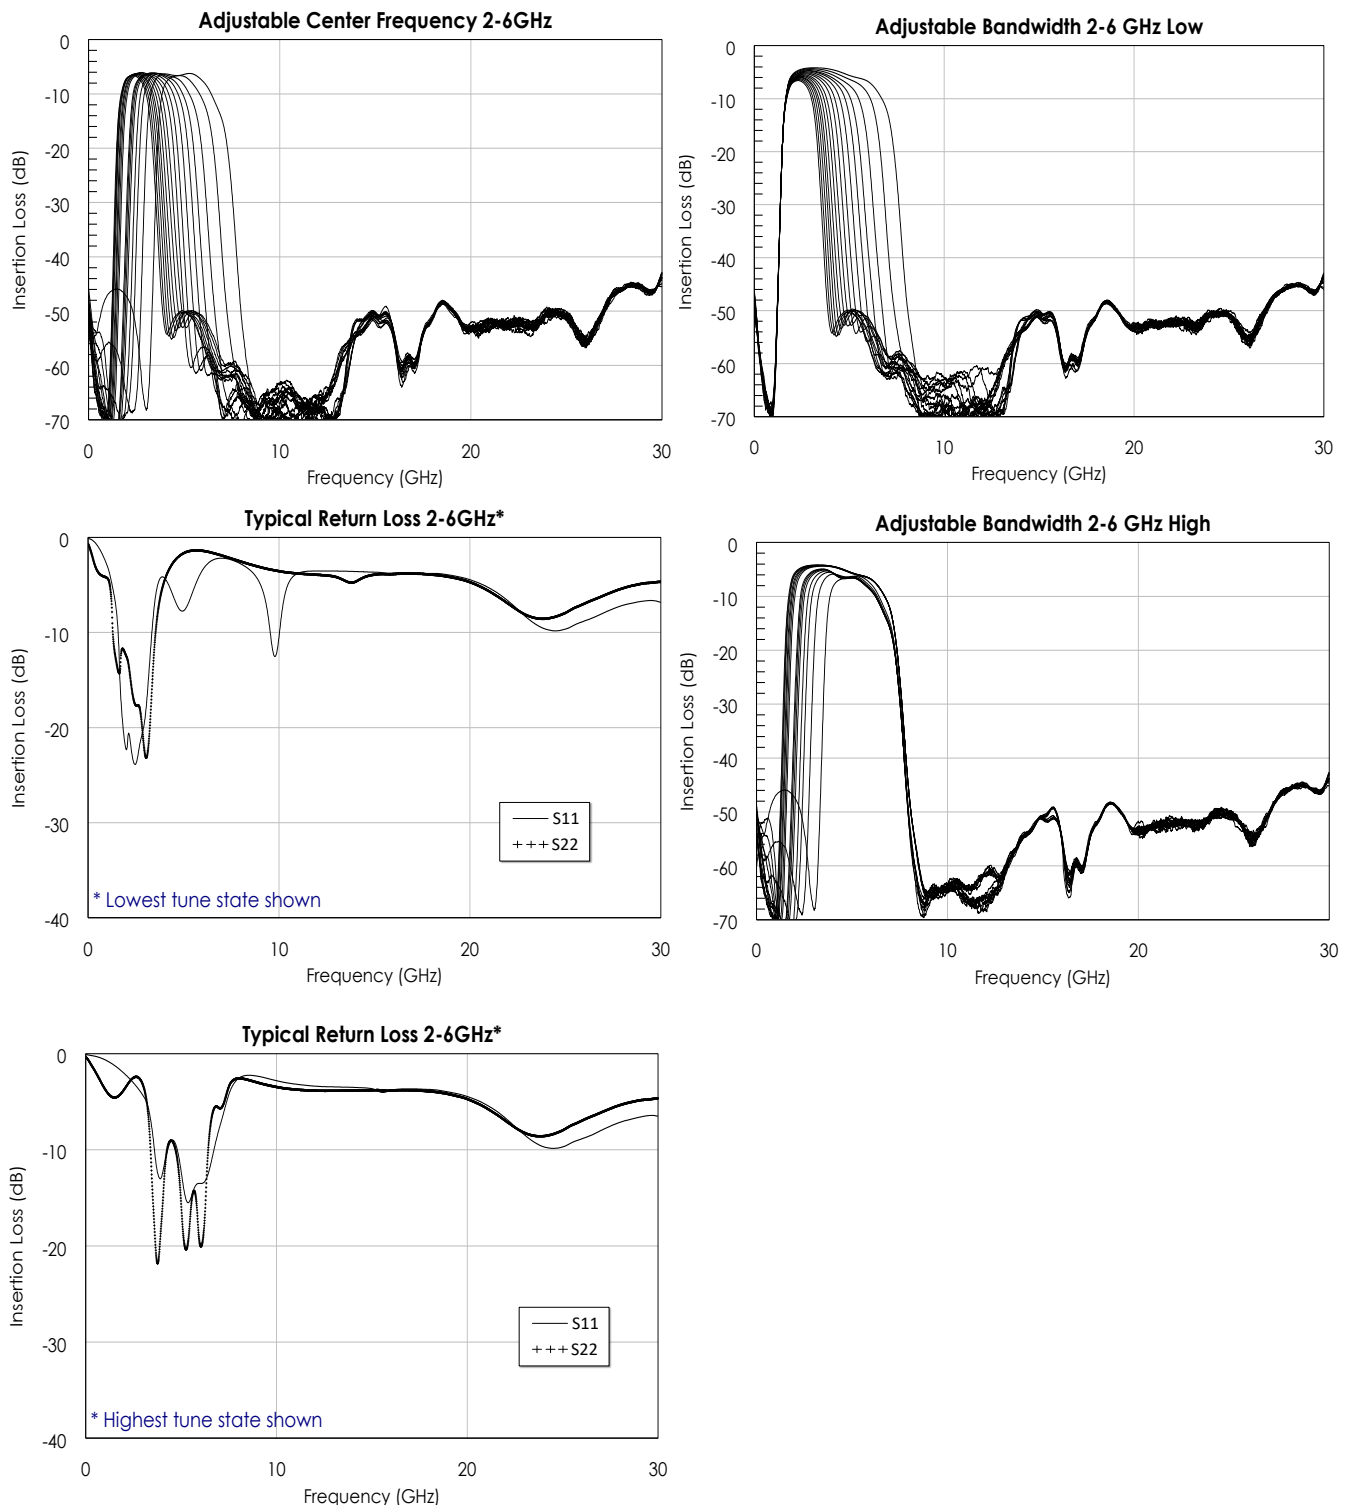 Adjustable Center Frequency 2-6GHz
0
-10
-20
-30
-40
-50
-60
-70
Insertion Loss (dB)
0
10
20
30
Frequency (GHz)
Adjustable Bandwidth 2-6 GHz Low
0
-10
-20
-30
-40
-50
-60
-70
Insertion Loss (dB)
0
10
20
30
Frequency (GHz)
Typical Return Loss 2-6GHz*
0
-10
-20
-30
-40
Insertion Loss (dB)
S11
S22
* Lowest tune state shown
0
10
20
30
Frequency (GHz)
Adjustable Bandwidth 2-6 GHz High
0
-10
-20
-30
-40
-50
-60
-70
Insertion Loss (dB)
0
10
20
30
Frequency (GHz)
Typical Return Loss 2-6GHz*
0
-10
-20
-30
-40
Insertion Loss (dB)
S11
S22
* Highest tune state shown
0
10
20
30
Frequency (GHz)